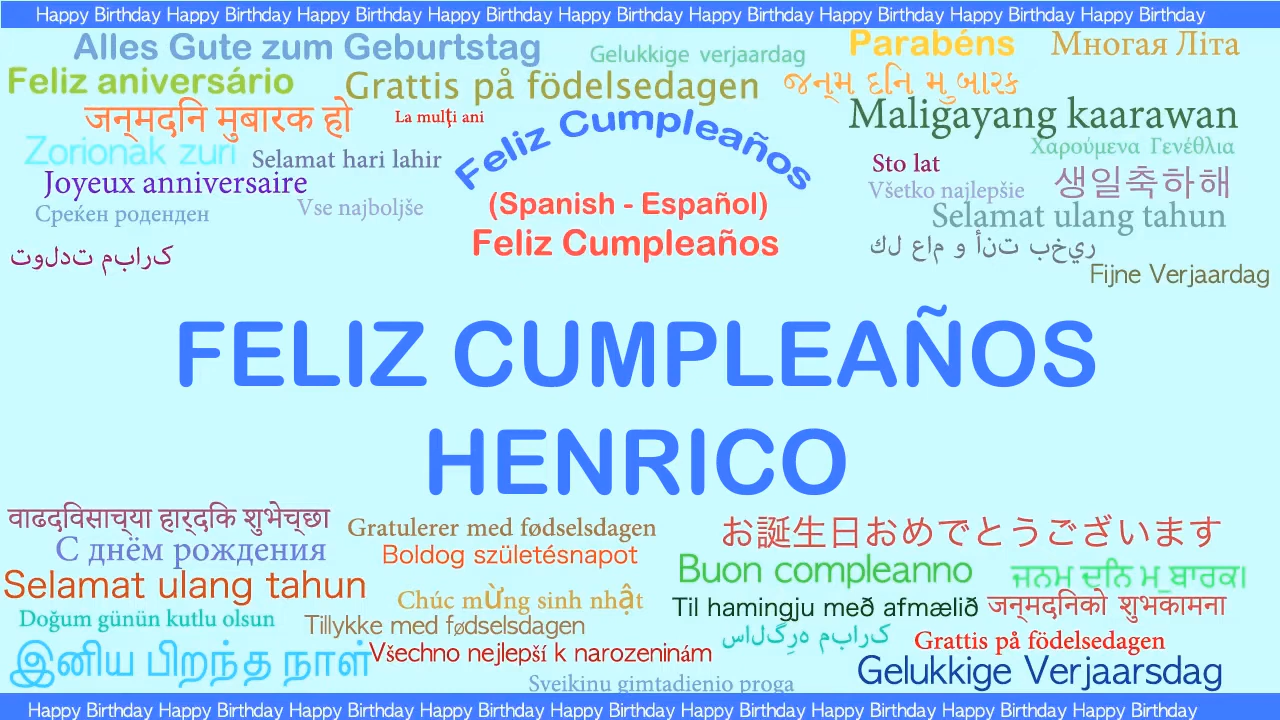 Happy Birthday Happy Birthday Happy Birthday Happy Birthday Happy Birthday Happy Birthday Happy Birthday Happy Birthday Happy Birthday
Alles Gute zum Geburtstag
Gelukkige verjaardag
Parabéns
Многая Літа
Feliz aniversário
Grattis på födelsedagen
જન્મ દિન મુબારક
जन्मदिन मुबारक हो
La mulţi ani
Feliz Cumpleaños
Maligayang kaarawan
Zorionak zuri
Selamat hari lahir
Χαρούμενα Γενέθλια
Sto lat
Joyeux anniversaire
Všetko najlepšie
생일축하해
(Spanish - Español)
Среќен роденден
Vse najboljše
Selamat ulang tahun
Feliz Cumpleaños
تولدت مبارک
كل عام و أنت بخير
Fijne Verjaardag
FELIZ CUMPLEAÑOS
HENRICO
वाढदिवसाच्या हार्दिक शुभेच्छा
Gratulerer med fødselsdagen
お誕生日おめでとうございます
С днём рождения
Boldog születésnapot
Buon compleanno
ਜਨਮ ਦਿਨ ਮੁਬਾਰਕ।
Selamat ulang tahun
Chúc mừng sinh nhật
Til hamingju með afmælið
जन्मदिनको शुभकामना
Doğum günün kutlu olsun
Tillykke med fødselsdagen
سالگرہ مبارک
Grattis på födelsedagen
இனிய பிறந்த நாள்
Všechno nejlepší k narozeninám
Gelukkige Verjaarsdag
Sveikinu gimtadienio proga
Happy Birthday Happy Birthday Happy Birthday Happy Birthday Happy Birthday Happy Birthday Happy Birthday Happy Birthday Happy Birthday